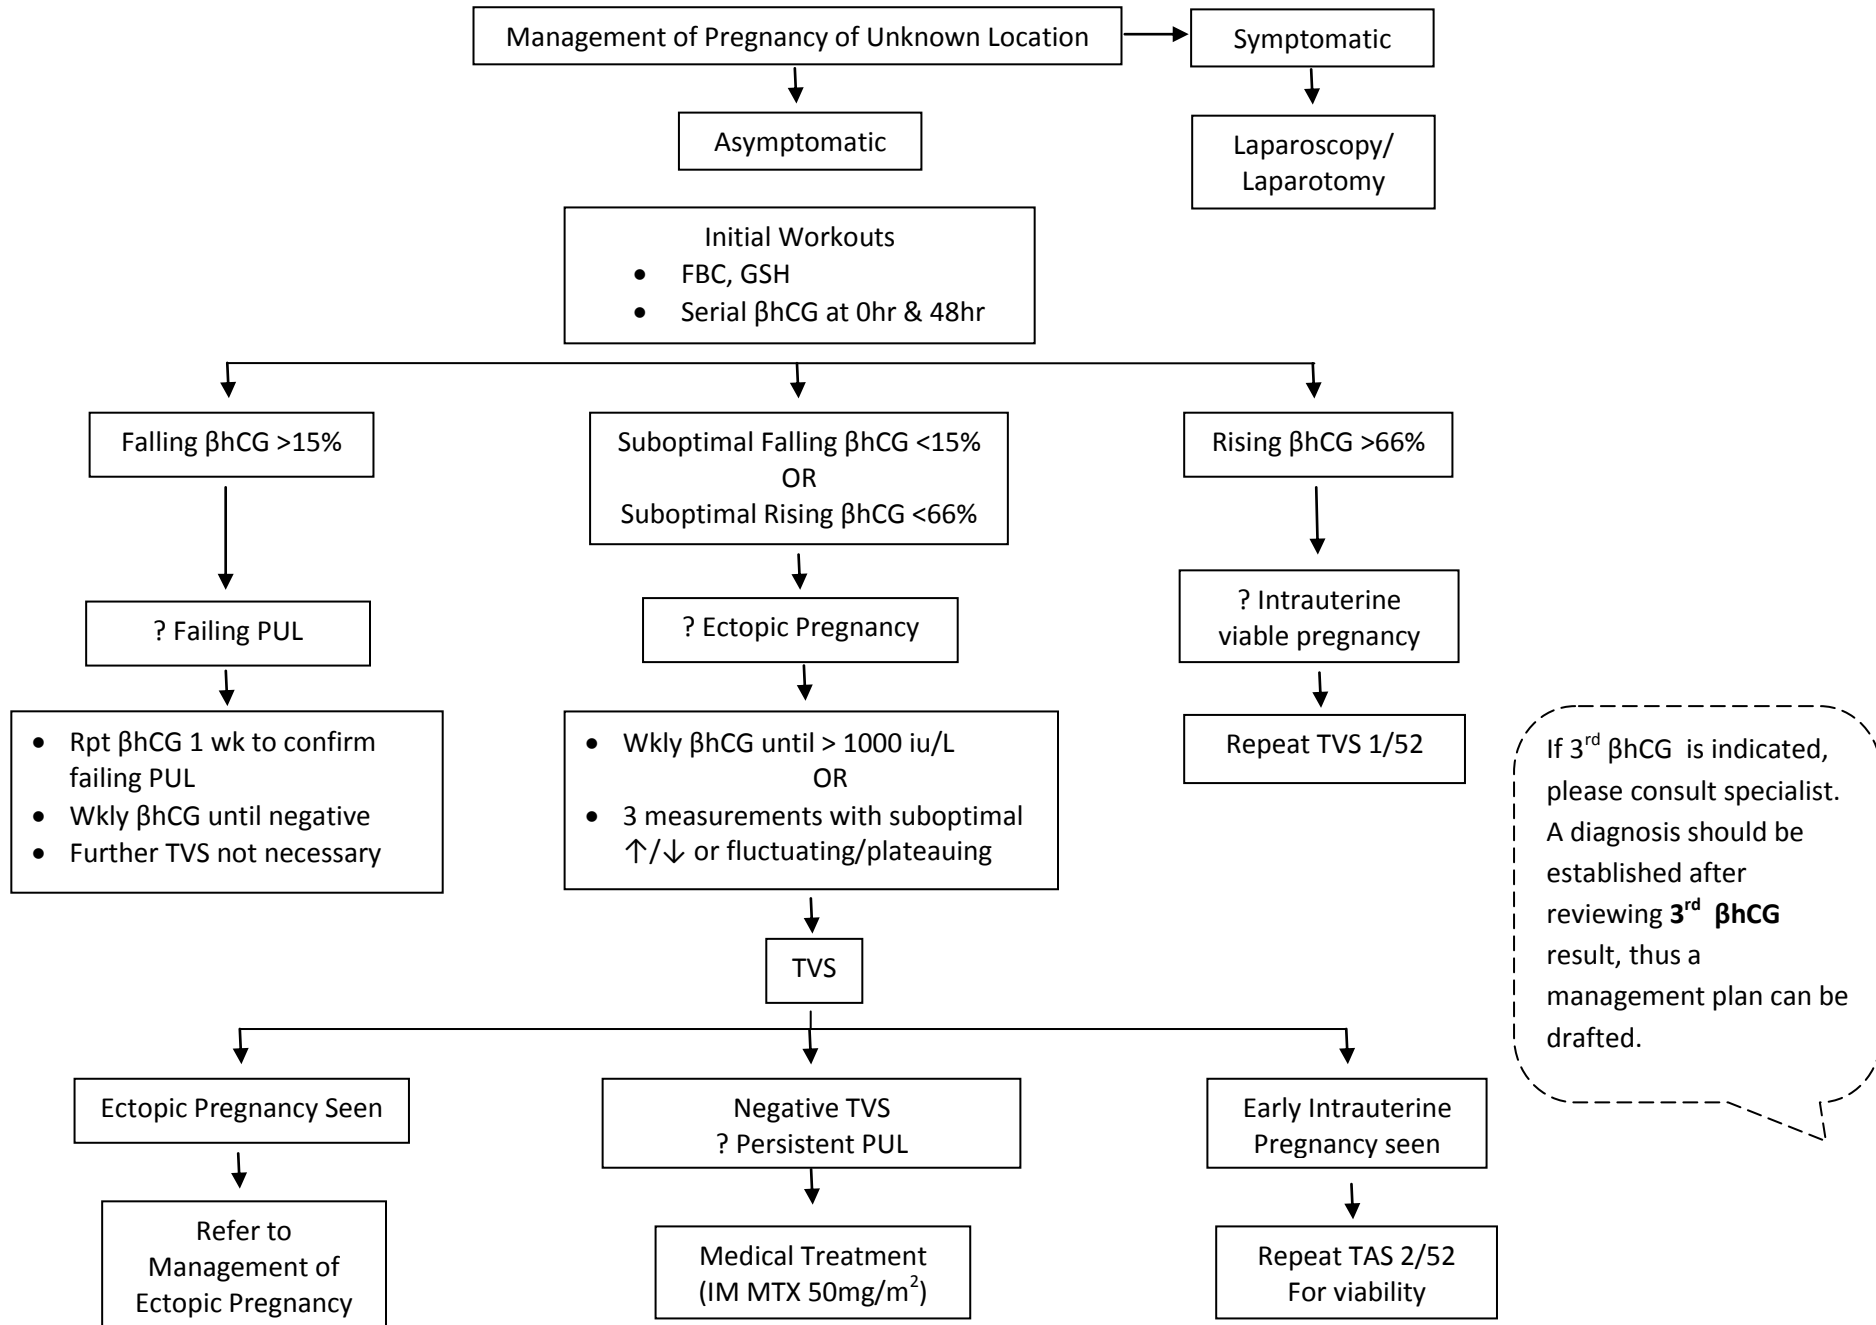 Management of Pregnancy of Unknown Location
Symptomatic
Asymptomatic
Laparoscopy/
Laparotomy
Initial Workouts
• FBC, GSH
• Serial βhCG at 0hr & 48hr
Falling βhCG >15%
Suboptimal Falling βhCG <15%
OR
Suboptimal Rising βhCG <66%
Rising βhCG >66%
? Failing PUL
? Ectopic Pregnancy
? Intrauterine
viable pregnancy
• Rpt βhCG 1 wk to confirm
failing PUL
• Wkly βhCG until negative
• Further TVS not necessary
• Wkly βhCG until > 1000 iu/L
OR
• 3 measurements with suboptimal
↑/↓ or fluctuating/plateauing
Repeat TVS 1/52
If 3rd βhCG is indicated,
please consult specialist.
A diagnosis should be
established after
reviewing 3rd βhCG
result, thus a
management plan can be
drafted.
TVS
Ectopic Pregnancy Seen
Negative TVS
? Persistent PUL
Early Intrauterine
Pregnancy seen
Refer to
Management of
Ectopic Pregnancy
Medical Treatment
(IM MTX 50mg/m²)
Repeat TAS 2/52
For viability